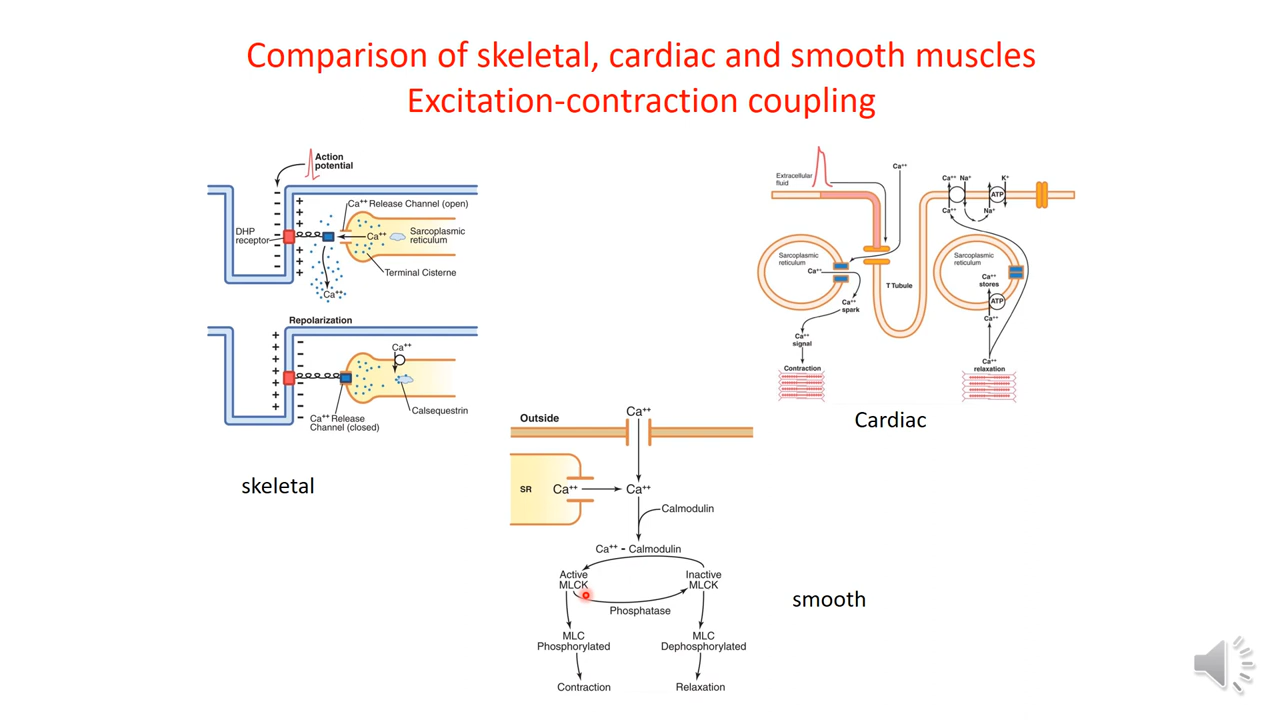 Comparison of skeletal, cardiac and smooth muscles
Excitation-contraction coupling
Action
potential
Ca⁺⁺ Release Channel (open)
DHP
receptor
Ca⁺⁺
Sarcoplasmic
reticulum
Terminal Cisterne
Ca⁺⁺
Repolarization
Ca⁺⁺
Calsequestrin
Ca⁺⁺ Release
Channel (closed)
skeletal
Extracellular
fluid
Ca⁺⁺
Ca⁺⁺ Na⁺
K⁺
ATP
Ca⁺⁺
Na⁺
Sarcoplasmic
reticulum
Ca⁺⁺
T Tubule
Ca⁺⁺
spark
Ca⁺⁺
signal
Contraction
Sarcoplasmic
reticulum
Ca⁺⁺
stores
ATP
Ca⁺⁺
Ca⁺⁺
relaxation
Cardiac
Outside
Ca⁺⁺
SR
Ca⁺⁺
Ca⁺⁺
Calmodulin
Ca⁺⁺ - Calmodulin
Active
MLCK
Inactive
MLCK
Phosphatase
MLC
Phosphorylated
MLC
Dephosphorylated
Contraction
Relaxation
smooth